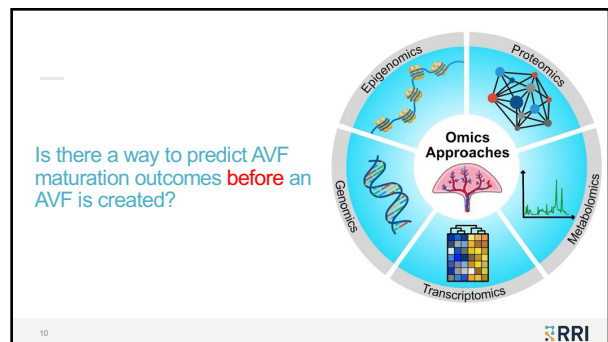 Is there a way to predict AVF
maturation outcomes before an
AVF is created?
Epigenomics
Proteomics
Omics
Approaches
Genomics
Metabolomics
Transcriptomics
10
RRI